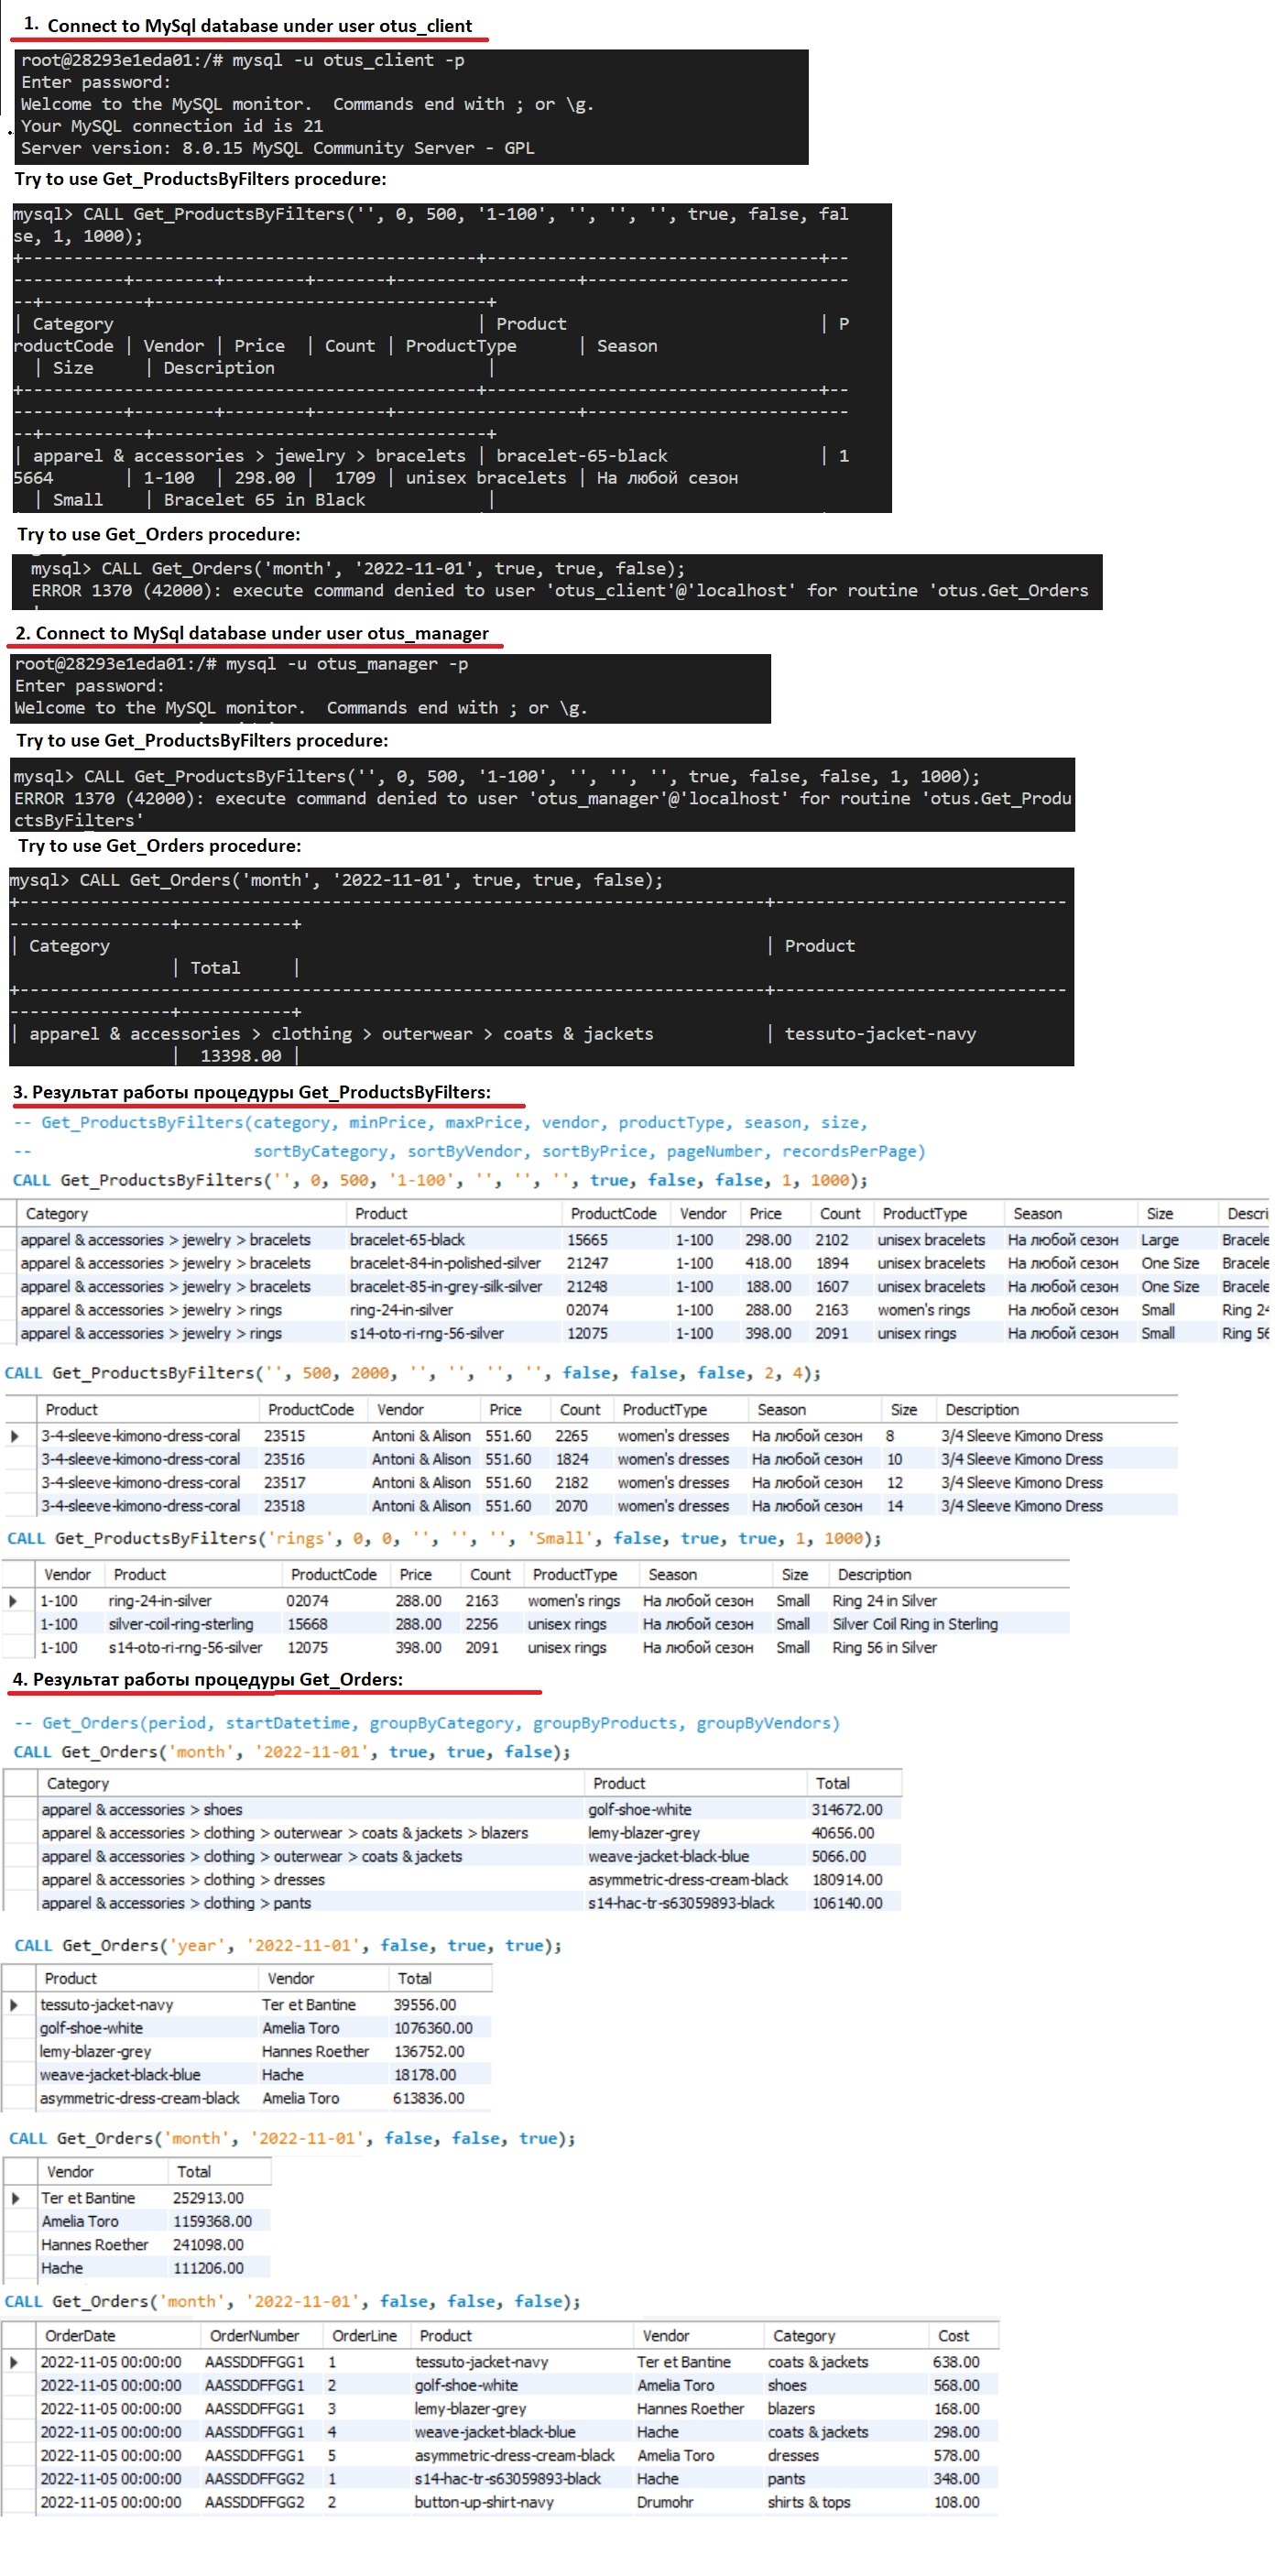 1. Connect to MySql database under user otus_client
root@28293e1eda01:/# mysql -u otus_client -p
Enter password:
Welcome to the MySQL monitor.  Commands end with ; or \g.
Your MySQL connection id is 21
Server version: 8.0.15 MySQL Community Server - GPL
Try to use Get_ProductsByFilters procedure:
mysql> CALL Get_ProductsByFilters('', 0, 500, '1-100', '', '', '', true, false, fal
se, 1, 1000);
+----------------------------------------------+----------------------------------+--
-----------+--------+--------+-------+------------------+--------------------------
--+----------+---------------------------------+
| Category | Product | P
roductCode | Vendor | Price | Count | ProductType | Season
| Size | Description |
+----------------------------------------------+----------------------------------+--
-----------+--------+--------+-------+------------------+--------------------------
--+----------+---------------------------------+
| apparel & accessories > jewelry > bracelets | bracelet-65-black | 1
5664 | 1-100 | 298.00 | 1709 | unisex bracelets | На любой сезон
| Small | Bracelet 65 in Black |
Try to use Get_Orders procedure:
mysql> CALL Get_Orders('month', '2022-11-01', true, true, false);
ERROR 1370 (42000): execute command denied to user 'otus_client'@'localhost' for routine 'otus.Get_Orders
'
2. Connect to MySql database under user otus_manager
root@28293e1eda01:/# mysql -u otus_manager -p
Enter password:
Welcome to the MySQL monitor.  Commands end with ; or \g.
Try to use Get_ProductsByFilters procedure:
mysql> CALL Get_ProductsByFilters('', 0, 500, '1-100', '', '', '', true, false, false, 1, 1000);
ERROR 1370 (42000): execute command denied to user 'otus_manager'@'localhost' for routine 'otus.Get_Produ
ctsByFilters'
Try to use Get_Orders procedure:
mysql> CALL Get_Orders('month', '2022-11-01', true, true, false);
+--------------------------------------------------------------------------+-----------------------------
----------------+-----------+
| Category | Product
| Total |
+--------------------------------------------------------------------------+-----------------------------
----------------+-----------+
| apparel & accessories > clothing > outerwear > coats & jackets | tessuto-jacket-navy
| 13398.00 |
3. Результат работы процедуры Get_ProductsByFilters:
-- Get_ProductsByFilters(category, minPrice, maxPrice, vendor, productType, season, size,
-- sortByCategory, sortByVendor, sortByPrice, pageNumber, recordsPerPage)
CALL Get_ProductsByFilters('', 0, 500, '1-100', '', '', '', true, false, false, 1, 1000);
Category Product ProductCode Vendor Price Count ProductType Season Size Descri
apparel & accessories > jewelry > bracelets bracelet-65-black 15665 1-100 298.00 2102 unisex bracelets На любой сезон Large Bracele
apparel & accessories > jewelry > bracelets bracelet-84-in-polished-silver 21247 1-100 418.00 1894 unisex bracelets На любой сезон One Size Bracele
apparel & accessories > jewelry > bracelets bracelet-85-in-grey-silk-silver 21248 1-100 188.00 1607 unisex bracelets На любой сезон One Size Bracele
apparel & accessories > jewelry > rings ring-24-in-silver 02074 1-100 288.00 2163 women's rings На любой сезон Small Ring 24
apparel & accessories > jewelry > rings s14-oto-ri-rng-56-silver 12075 1-100 398.00 2091 unisex rings На любой сезон Small Ring 56
CALL Get_ProductsByFilters('', 500, 2000, '', '', '', '', false, false, false, 2, 4);
Product ProductCode Vendor Price Count ProductType Season Size Description
3-4-sleeve-kimono-dress-coral 23515 Antoni & Alison 551.60 2265 women's dresses На любой сезон 8 3/4 Sleeve Kimono Dress
3-4-sleeve-kimono-dress-coral 23516 Antoni & Alison 551.60 1824 women's dresses На любой сезон 10 3/4 Sleeve Kimono Dress
3-4-sleeve-kimono-dress-coral 23517 Antoni & Alison 551.60 2182 women's dresses На любой сезон 12 3/4 Sleeve Kimono Dress
3-4-sleeve-kimono-dress-coral 23518 Antoni & Alison 551.60 2070 women's dresses На любой сезон 14 3/4 Sleeve Kimono Dress
CALL Get_ProductsByFilters('rings', 0, 0, '', '', '', 'Small', false, true, true, 1, 1000);
Vendor Product ProductCode Price Count ProductType Season Size Description
1-100 ring-24-in-silver 02074 288.00 2163 women's rings На любой сезон Small Ring 24 in Silver
1-100 silver-coil-ring-sterling 15668 288.00 2256 unisex rings На любой сезон Small Silver Coil Ring in Sterling
1-100 s14-oto-ri-rng-56-silver 12075 398.00 2091 unisex rings На любой сезон Small Ring 56 in Silver
4. Результат работы процедуры Get_Orders:
-- Get_Orders(period, startDatetime, groupByCategory, groupByProducts, groupByVendors)
CALL Get_Orders('month', '2022-11-01', true, true, false);
Category Product Total
apparel & accessories > shoes golf-shoe-white 314672.00
apparel & accessories > clothing > outerwear > coats & jackets > blazers lemy-blazer-grey 40656.00
apparel & accessories > clothing > outerwear > coats & jackets weave-jacket-black-blue 5066.00
apparel & accessories > clothing > dresses asymmetric-dress-cream-black 180914.00
apparel & accessories > clothing > pants s14-hac-tr-s63059893-black 106140.00
CALL Get_Orders('year', '2022-11-01', false, true, true);
Product Vendor Total
tessuto-jacket-navy Ter et Bantine 39556.00
golf-shoe-white Amelia Toro 1076360.00
lemy-blazer-grey Hannes Roether 136752.00
weave-jacket-black-blue Hache 18178.00
asymmetric-dress-cream-black Amelia Toro 613836.00
CALL Get_Orders('month', '2022-11-01', false, false, true);
Vendor Total
Ter et Bantine 252913.00
Amelia Toro 1159368.00
Hannes Roether 241098.00
Hache 111206.00
CALL Get_Orders('month', '2022-11-01', false, false, false);
OrderDate OrderNumber OrderLine Product Vendor Category Cost
2022-11-05 00:00:00 AASSDDFFGG1 1 tessuto-jacket-navy Ter et Bantine coats & jackets 638.00
2022-11-05 00:00:00 AASSDDFFGG1 2 golf-shoe-white Amelia Toro shoes 568.00
2022-11-05 00:00:00 AASSDDFFGG1 3 lemy-blazer-grey Hannes Roether blazers 168.00
2022-11-05 00:00:00 AASSDDFFGG1 4 weave-jacket-black-blue Hache coats & jackets 298.00
2022-11-05 00:00:00 AASSDDFFGG1 5 asymmetric-dress-cream-black Amelia Toro dresses 578.00
2022-11-05 00:00:00 AASSDDFFGG2 1 s14-hac-tr-s63059893-black Hache pants 348.00
2022-11-05 00:00:00 AASSDDFFGG2 2 button-up-shirt-navy Drumohr shirts & tops 108.00